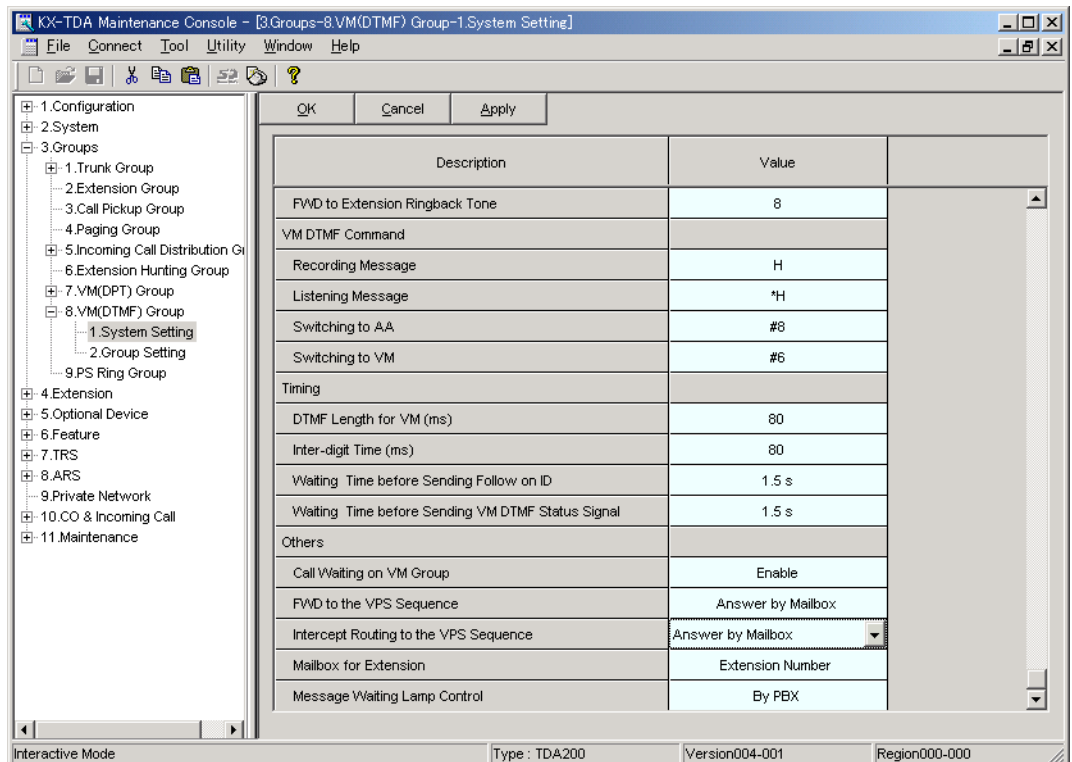 KX-TDA Maintenance Console - [3.Groups-8.VM(DTMF) Group-1.System Setting]
File Connect Tool Utility Window Help
1.Configuration
2.System
3.Groups
1.Trunk Group
2.Extension Group
3.Call Pickup Group
4.Paging Group
5.Incoming Call Distribution Gr
6.Extension Hunting Group
7.VM(DPT) Group
8.VM(DTMF) Group
1.System Setting
2.Group Setting
9.PS Ring Group
4.Extension
5.Optional Device
6.Feature
7.TRS
8.ARS
9.Private Network
10.CO & Incoming Call
11.Maintenance
OK Cancel Apply
Description Value
FWD to Extension Ringback Tone 8
VM DTMF Command
Recording Message H
Listening Message *H
Switching to AA #8
Switching to VM #6
Timing
DTMF Length for VM (ms) 80
Inter-digit Time (ms) 80
Waiting Time before Sending Follow on ID 1.5 s
Waiting Time before Sending VM DTMF Status Signal 1.5 s
Others
Call Waiting on VM Group Enable
FWD to the VPS Sequence Answer by Mailbox
Intercept Routing to the VPS Sequence Answer by Mailbox
Mailbox for Extension Extension Number
Message Waiting Lamp Control By PBX
Interactive Mode Type : TDA200 Version004-001 Region000-000